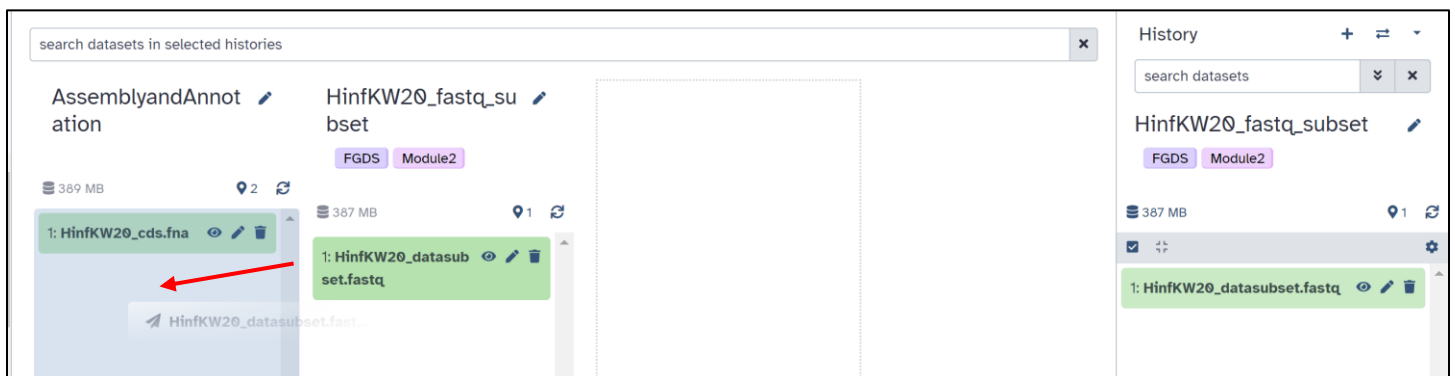 search datasets in selected histories
AssemblyandAnnot
ation
389 MB
2
1: HinfKW20_cds.fna
HinfKW20_datasubset.fast...
HinfKW20_fastq_su
bset
FGDS Module2
387 MB
1
1: HinfKW20_datasub
set.fastq
History
search datasets
HinfKW20_fastq_subset
FGDS Module2
387 MB
1
1: HinfKW20_datasubset.fastq